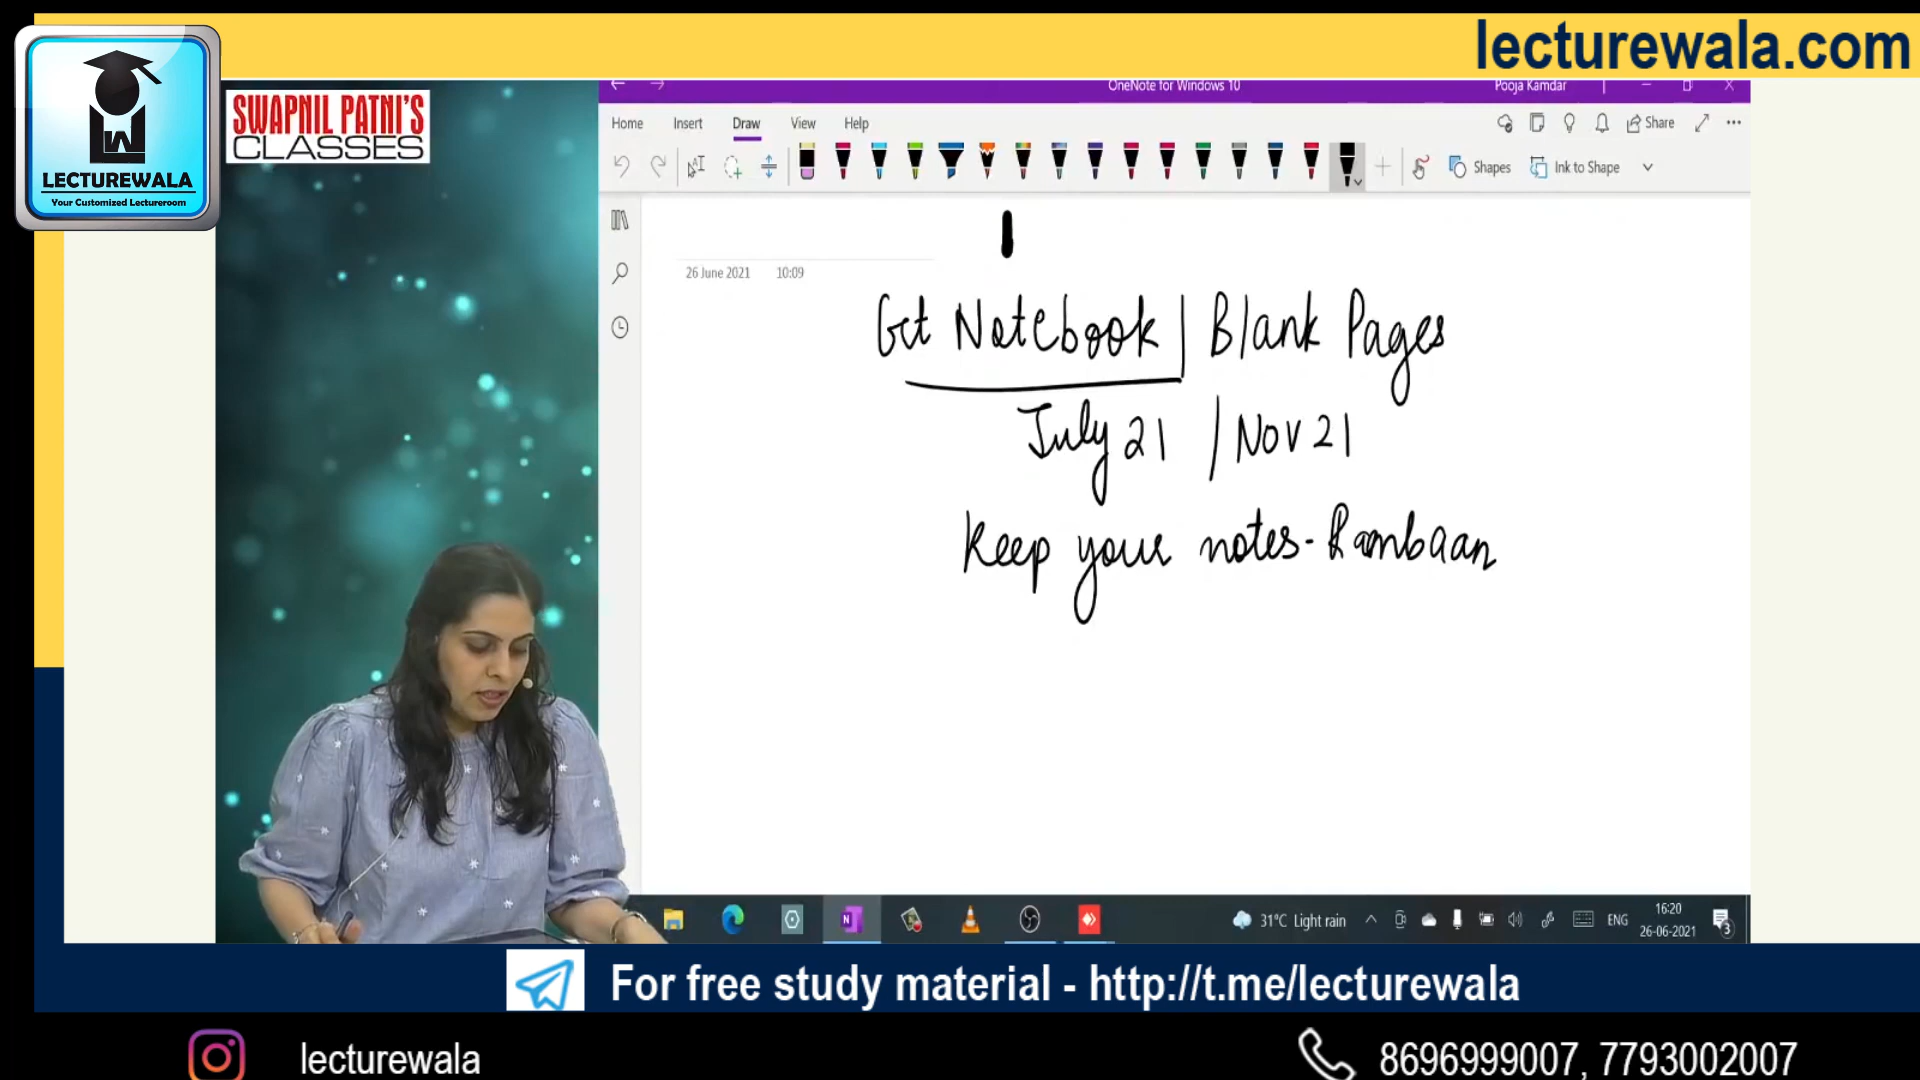 lecturewala.com
LECTUREWALA
Your Customized Lectureroom
SWAPNIL PATNI'S
CLASSES
OneNote for Windows 10
Pooja Kamdar
Home Insert Draw View Help
Share
Shapes
Ink to Shape
26 June 2021 10:09
Get Notebook | Blank Pages
July 21 / Nov 21
Keep your notes - Rambaan
31°C Light rain
ENG
16:20
26-06-2021
3
For free study material - http://t.me/lecturewala
lecturewala
8696999007, 7793002007